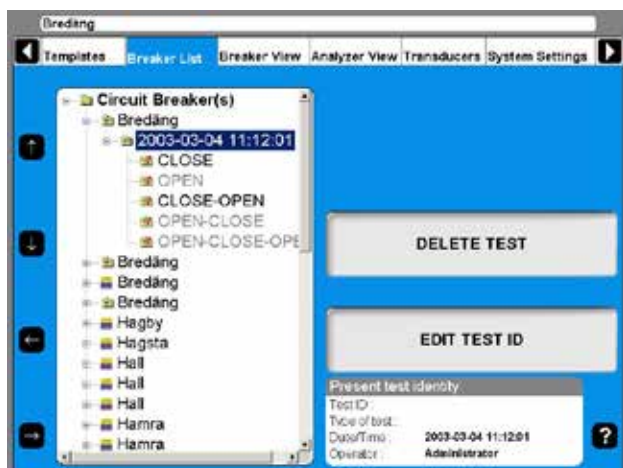 Bredäng
Templates Breaker List Breaker View Analyzer View Transducers System Settings
Circuit Breaker(s)
Bredäng
2003-03-04 11:12:01
CLOSE
OPEN
CLOSE-OPEN
OPEN-CLOSE
OPEN-CLOSE-OPE
Bredäng
Bredäng
Bredäng
Hagby
Hagsta
Hall
Hall
Hall
Hamra
Hamra
DELETE TEST
EDIT TEST ID
Present test identity
Test ID :
Type of test :
Date/Time : 2003-03-04 11:12:01
Operator : Administrator
?